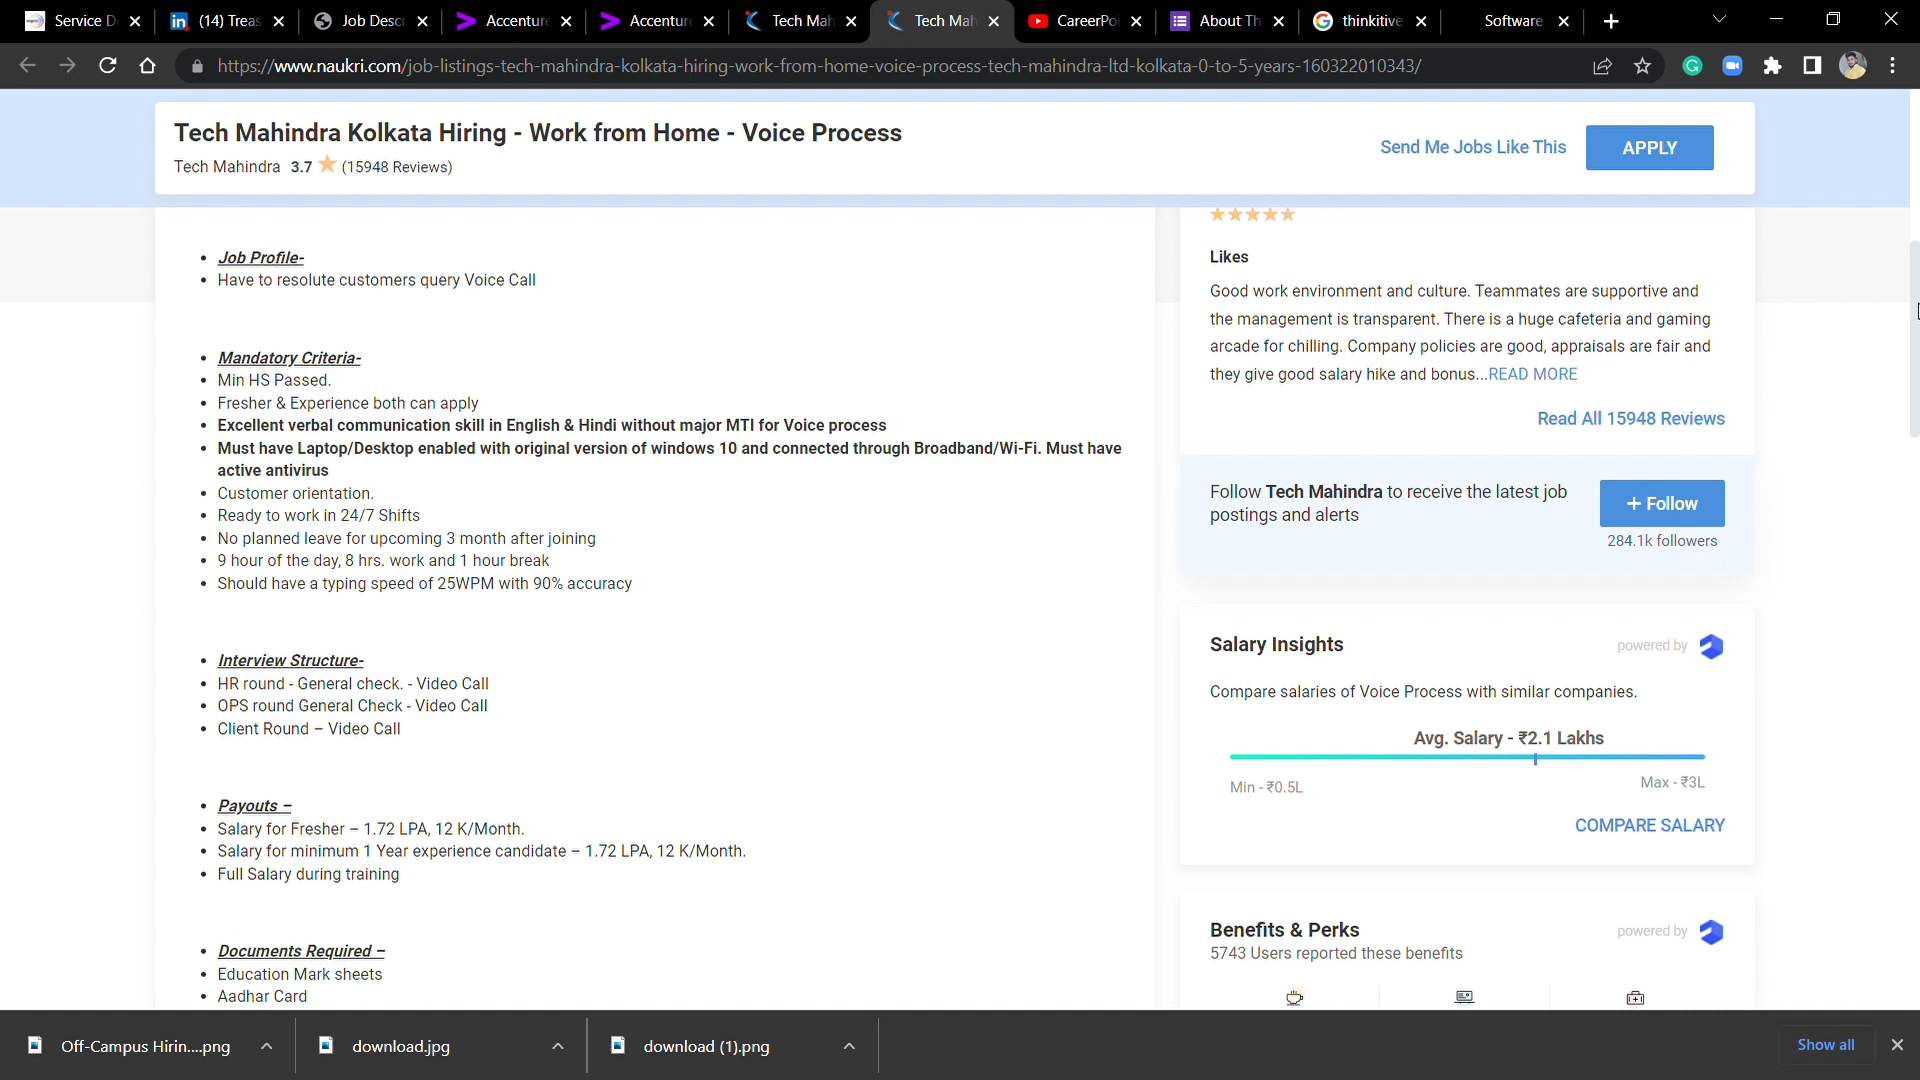 Service D
(14) Treas
Job Descr
Accenture
Accenture
Tech Mah
Tech Mah
CareerPo
About Th
thinkitive
Software
https://www.naukri.com/job-listings-tech-mahindra-kolkata-hiring-work-from-home-voice-process-tech-mahindra-ltd-kolkata-0-to-5-years-160322010343/
Tech Mahindra Kolkata Hiring - Work from Home - Voice Process
Tech Mahindra 3.7 (15948 Reviews)
Send Me Jobs Like This
APPLY
Job Profile-
Have to resolute customers query Voice Call
Mandatory Criteria-
Min HS Passed.
Fresher & Experience both can apply
Excellent verbal communication skill in English & Hindi without major MTI for Voice process
Must have Laptop/Desktop enabled with original version of windows 10 and connected through Broadband/Wi-Fi. Must have
active antivirus
Customer orientation.
Ready to work in 24/7 Shifts
No planned leave for upcoming 3 month after joining
9 hour of the day, 8 hrs. work and 1 hour break
Should have a typing speed of 25WPM with 90% accuracy
Interview Structure-
HR round - General check. - Video Call
OPS round General Check - Video Call
Client Round – Video Call
Payouts –
Salary for Fresher – 1.72 LPA, 12 K/Month.
Salary for minimum 1 Year experience candidate – 1.72 LPA, 12 K/Month.
Full Salary during training
Documents Required –
Education Mark sheets
Aadhar Card
Likes
Good work environment and culture. Teammates are supportive and
the management is transparent. There is a huge cafeteria and gaming
arcade for chilling. Company policies are good, appraisals are fair and
they give good salary hike and bonus...READ MORE
Read All 15948 Reviews
Follow Tech Mahindra to receive the latest job
postings and alerts
+ Follow
284.1k followers
Salary Insights
powered by
Compare salaries of Voice Process with similar companies.
Avg. Salary - ₹2.1 Lakhs
Min - ₹0.5L
Max - ₹3L
COMPARE SALARY
Benefits & Perks
powered by
5743 Users reported these benefits
Off-Campus Hirin....png
download.jpg
download (1).png
Show all